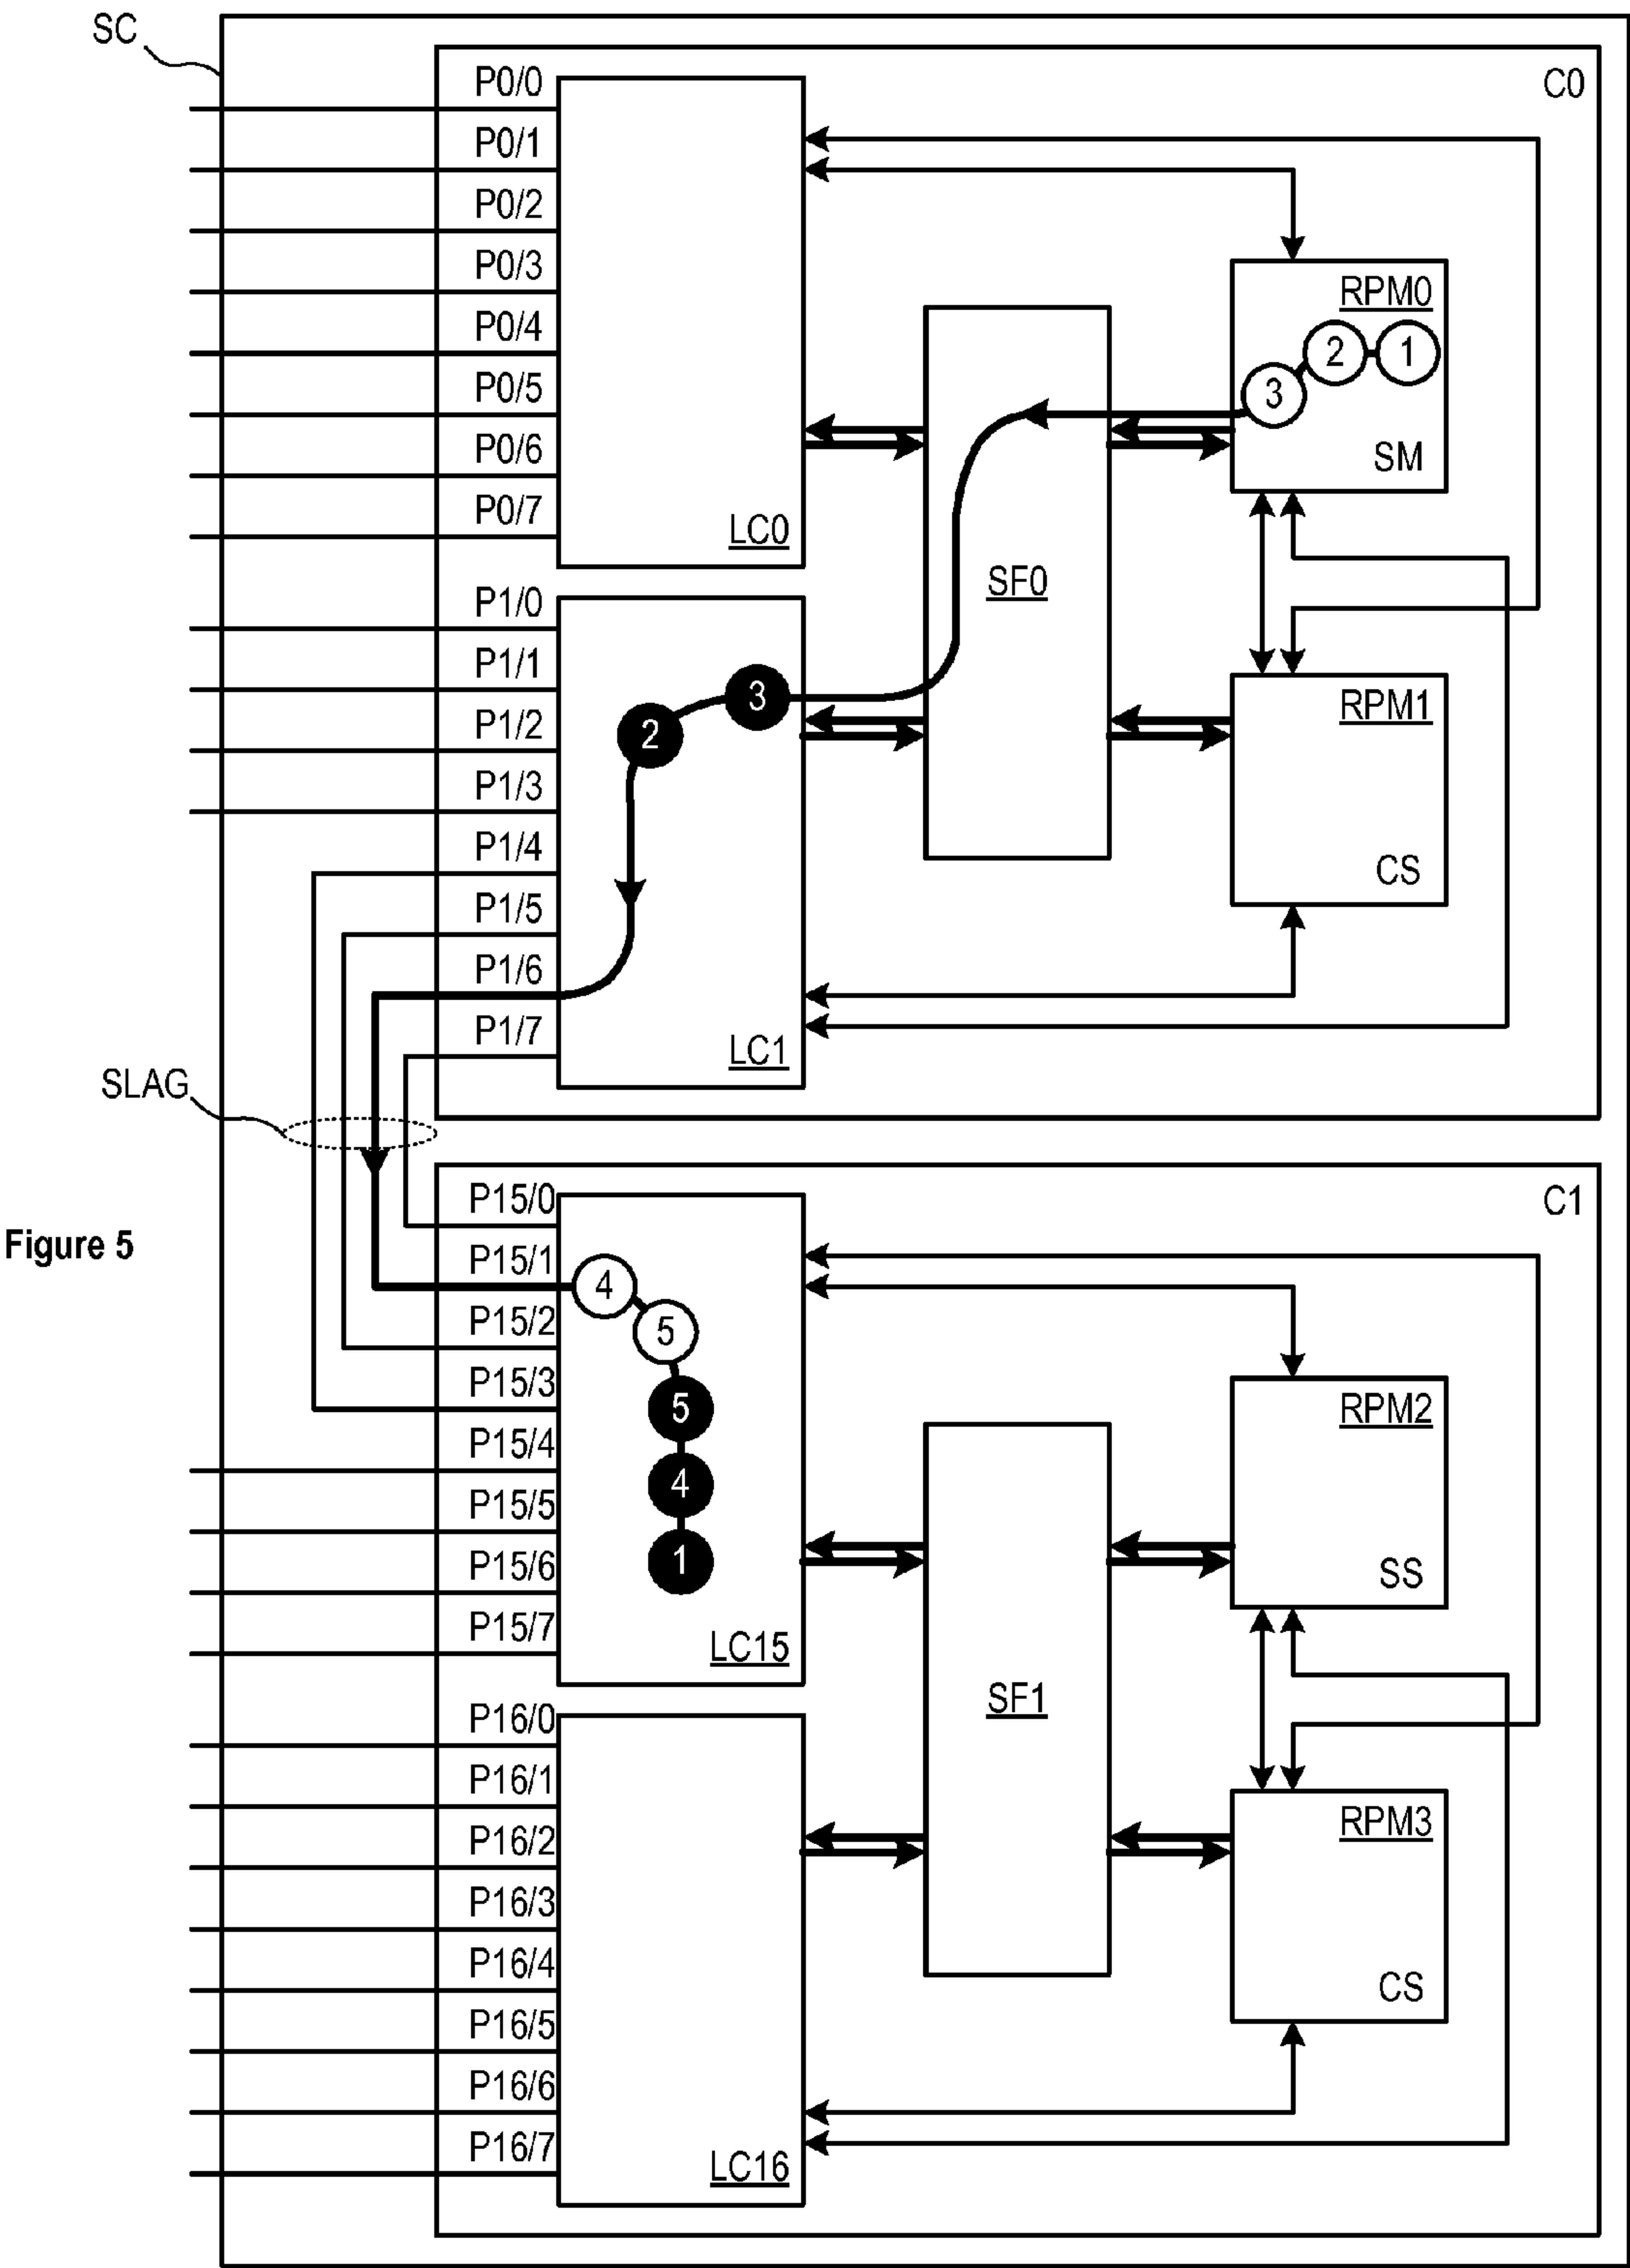 SC
C0
P0/0
P0/1
P0/2
P0/3
P0/4
P0/5
P0/6
P0/7
LC0
RPM0
2 1
3
SM
SF0
P1/0
P1/1
P1/2
P1/3
P1/4
P1/5
P1/6
P1/7
3
2
LC1
RPM1
CS
SLAG
C1
Figure 5
P15/0
P15/1
P15/2
P15/3
P15/4
P15/5
P15/6
P15/7
4
5
5
4
1
LC15
RPM2
SS
SF1
P16/0
P16/1
P16/2
P16/3
P16/4
P16/5
P16/6
P16/7
LC16
RPM3
CS